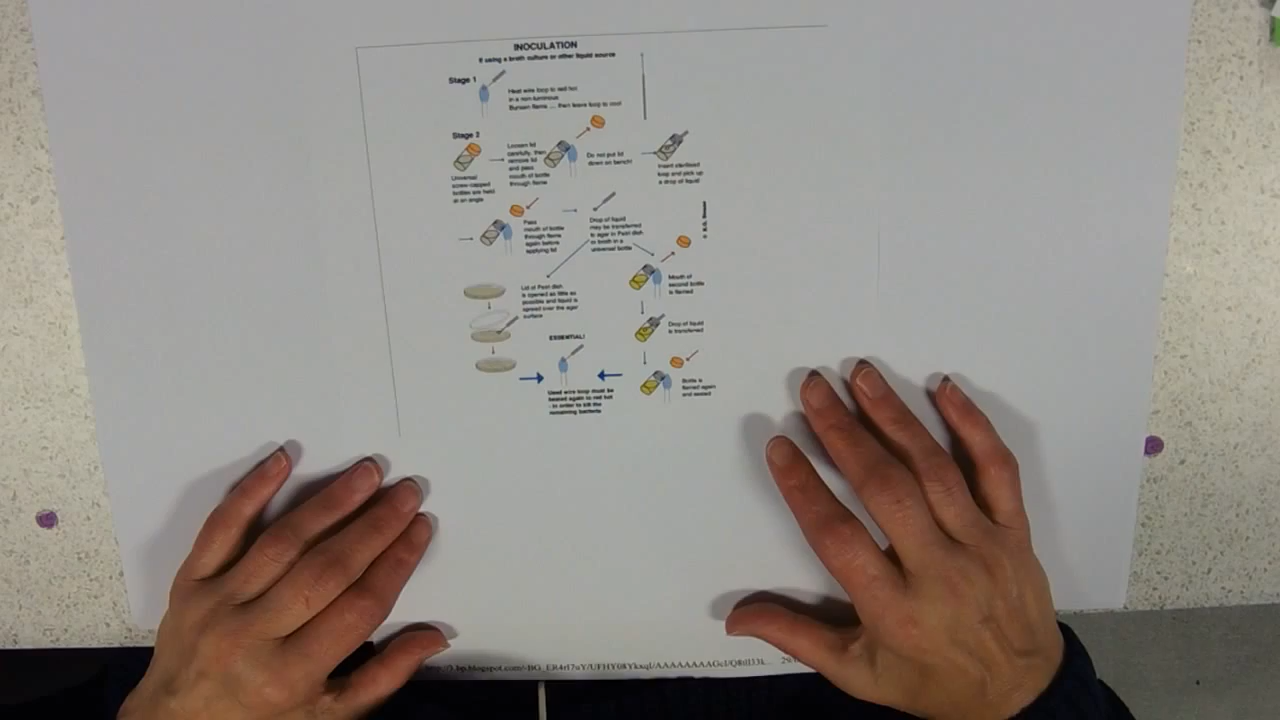 INOCULATION
If using a broth culture or other liquid source
Stage 1
Heat wire loop to red hot
in a non-luminous
Bunsen flame ... then leave loop to cool
Stage 2
Universal
screw-capped
bottles are held
at an angle
Loosen lid
carefully, then
remove lid
and pass
mouth of bottle
through flame
Do not put lid
down on bench!
Insert sterilised
loop and pick up
a drop of liquid
Pass
mouth of bottle
through flame
again before
applying lid
Drop of liquid
may be transferred
to agar in Petri dish
or broth in a
universal bottle
Lid of Petri dish
is opened as little as
possible and liquid is
spread over the agar
surface
Mouth of
second bottle
is flamed
Drop of liquid
is transferred
Bottle is
flamed again
and sealed
ESSENTIAL!
Used wire loop must be
heated again to red hot
- in order to kill the
remaining bacteria